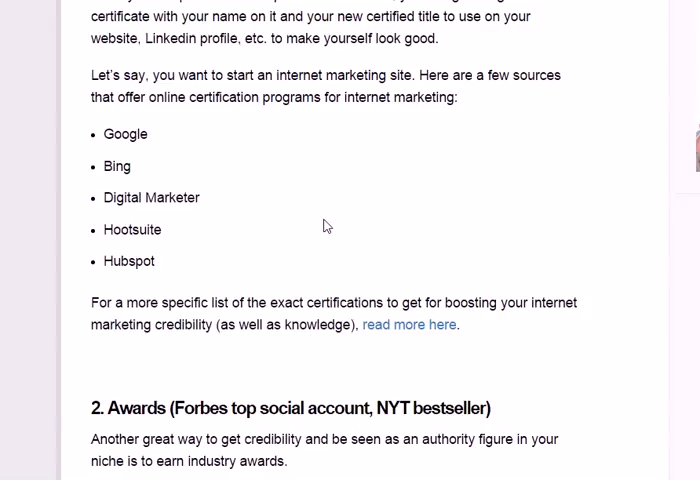 certificate with your name on it and your new certified title to use on your
website, Linkedin profile, etc. to make yourself look good.
Let's say, you want to start an internet marketing site. Here are a few sources
that offer online certification programs for internet marketing:
• Google
• Bing
• Digital Marketer
• Hootsuite
• Hubspot
For a more specific list of the exact certifications to get for boosting your internet
marketing credibility (as well as knowledge), read more here.
2. Awards (Forbes top social account, NYT bestseller)
Another great way to get credibility and be seen as an authority figure in your
niche is to earn industry awards.